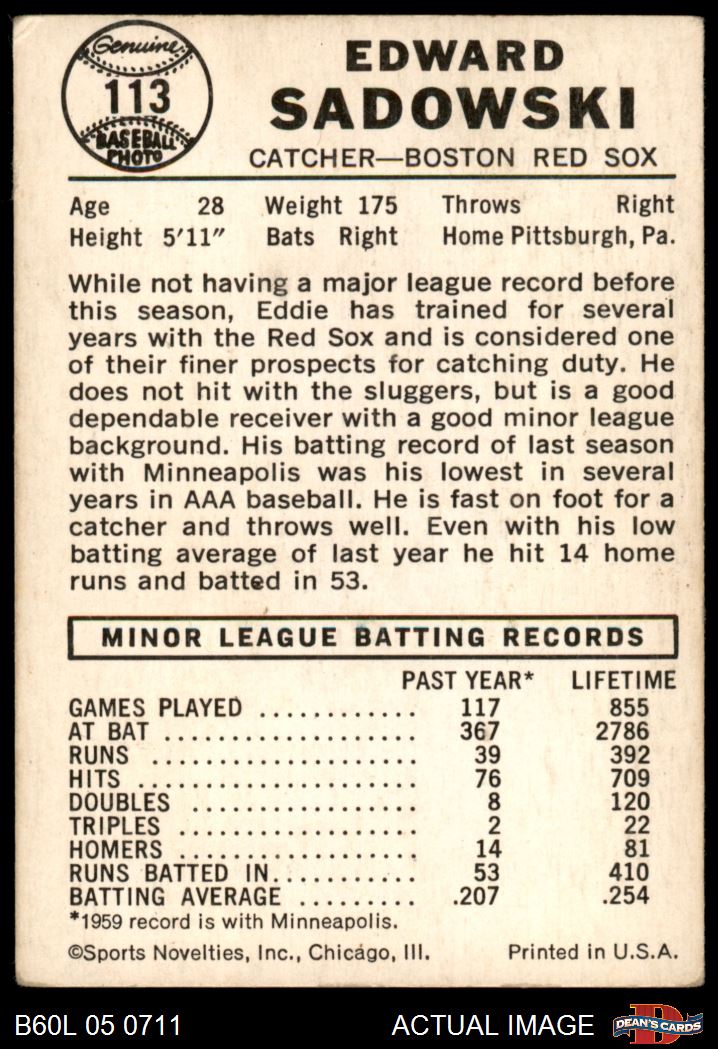 Genuine
113
BASEBALL
PHOTO
EDWARD
SADOWSKI
CATCHER—BOSTON RED SOX
Age 28 Weight 175 Throws Right
Height 5'11" Bats Right Home Pittsburgh, Pa.
While not having a major league record before
this season, Eddie has trained for several
years with the Red Sox and is considered one
of their finer prospects for catching duty. He
does not hit with the sluggers, but is a good
dependable receiver with a good minor league
background. His batting record of last season
with Minneapolis was his lowest in several
years in AAA baseball. He is fast on foot for a
catcher and throws well. Even with his low
batting average of last year he hit 14 home
runs and batted in 53.
MINOR LEAGUE BATTING RECORDS
PAST YEAR* LIFETIME
GAMES PLAYED ............ 117 855
AT BAT ................... 367 2786
RUNS .................... 39 392
HITS ..................... 76 709
DOUBLES ................. 8 120
TRIPLES .................. 2 22
HOMERS .................. 14 81
RUNS BATTED IN........... 53 410
BATTING AVERAGE ......... .207 .254
*1959 record is with Minneapolis.
©Sports Novelties, Inc., Chicago, Ill. Printed in U.S.A.
B60L 05 0711 ACTUAL IMAGE D DEAN'S CARDS